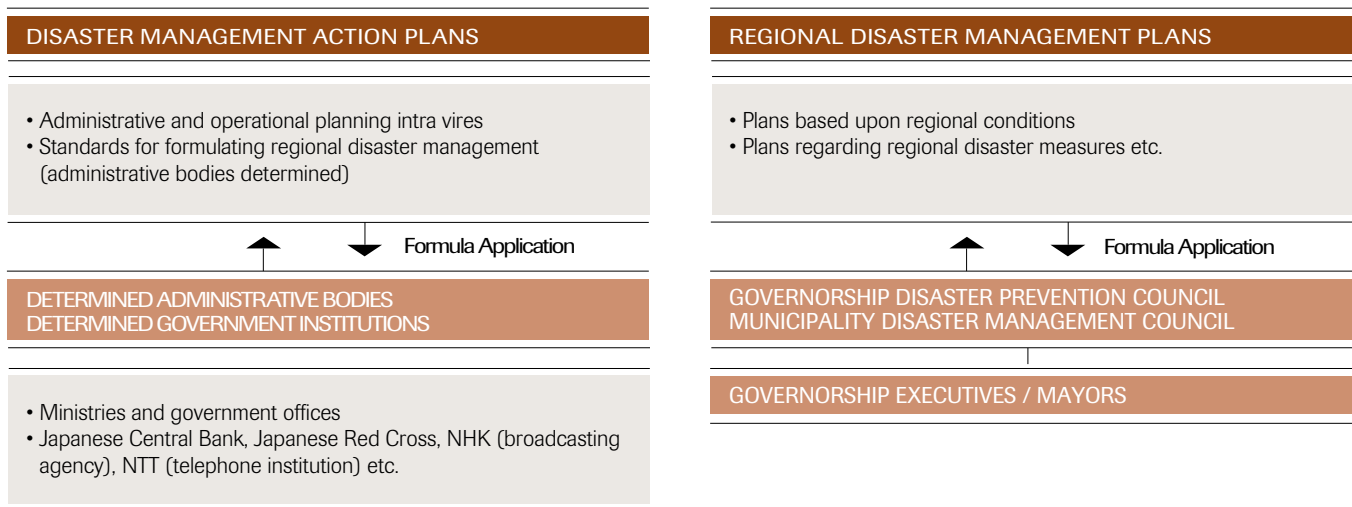 DISASTER MANAGEMENT ACTION PLANS
• Administrative and operational planning intra vires
• Standards for formulating regional disaster management
(administrative bodies determined)
Formula Application
DETERMINED ADMINISTRATIVE BODIES
DETERMINED GOVERNMENT INSTITUTIONS
• Ministries and government offices
• Japanese Central Bank, Japanese Red Cross, NHK (broadcasting
agency), NTT (telephone institution) etc.
REGIONAL DISASTER MANAGEMENT PLANS
• Plans based upon regional conditions
• Plans regarding regional disaster measures etc.
Formula Application
GOVERNORSHIP DISASTER PREVENTION COUNCIL
MUNICIPALITY DISASTER MANAGEMENT COUNCIL
GOVERNORSHIP EXECUTIVES / MAYORS